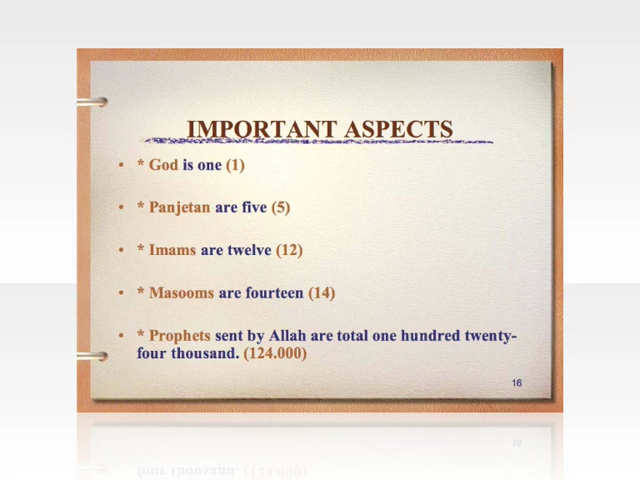 IMPORTANT ASPECTS
• * God is one (1)
• * Panjetan are five (5)
• * Imams are twelve (12)
• * Masooms are fourteen (14)
• * Prophets sent by Allah are total one hundred twenty-
four thousand. (124.000)
16